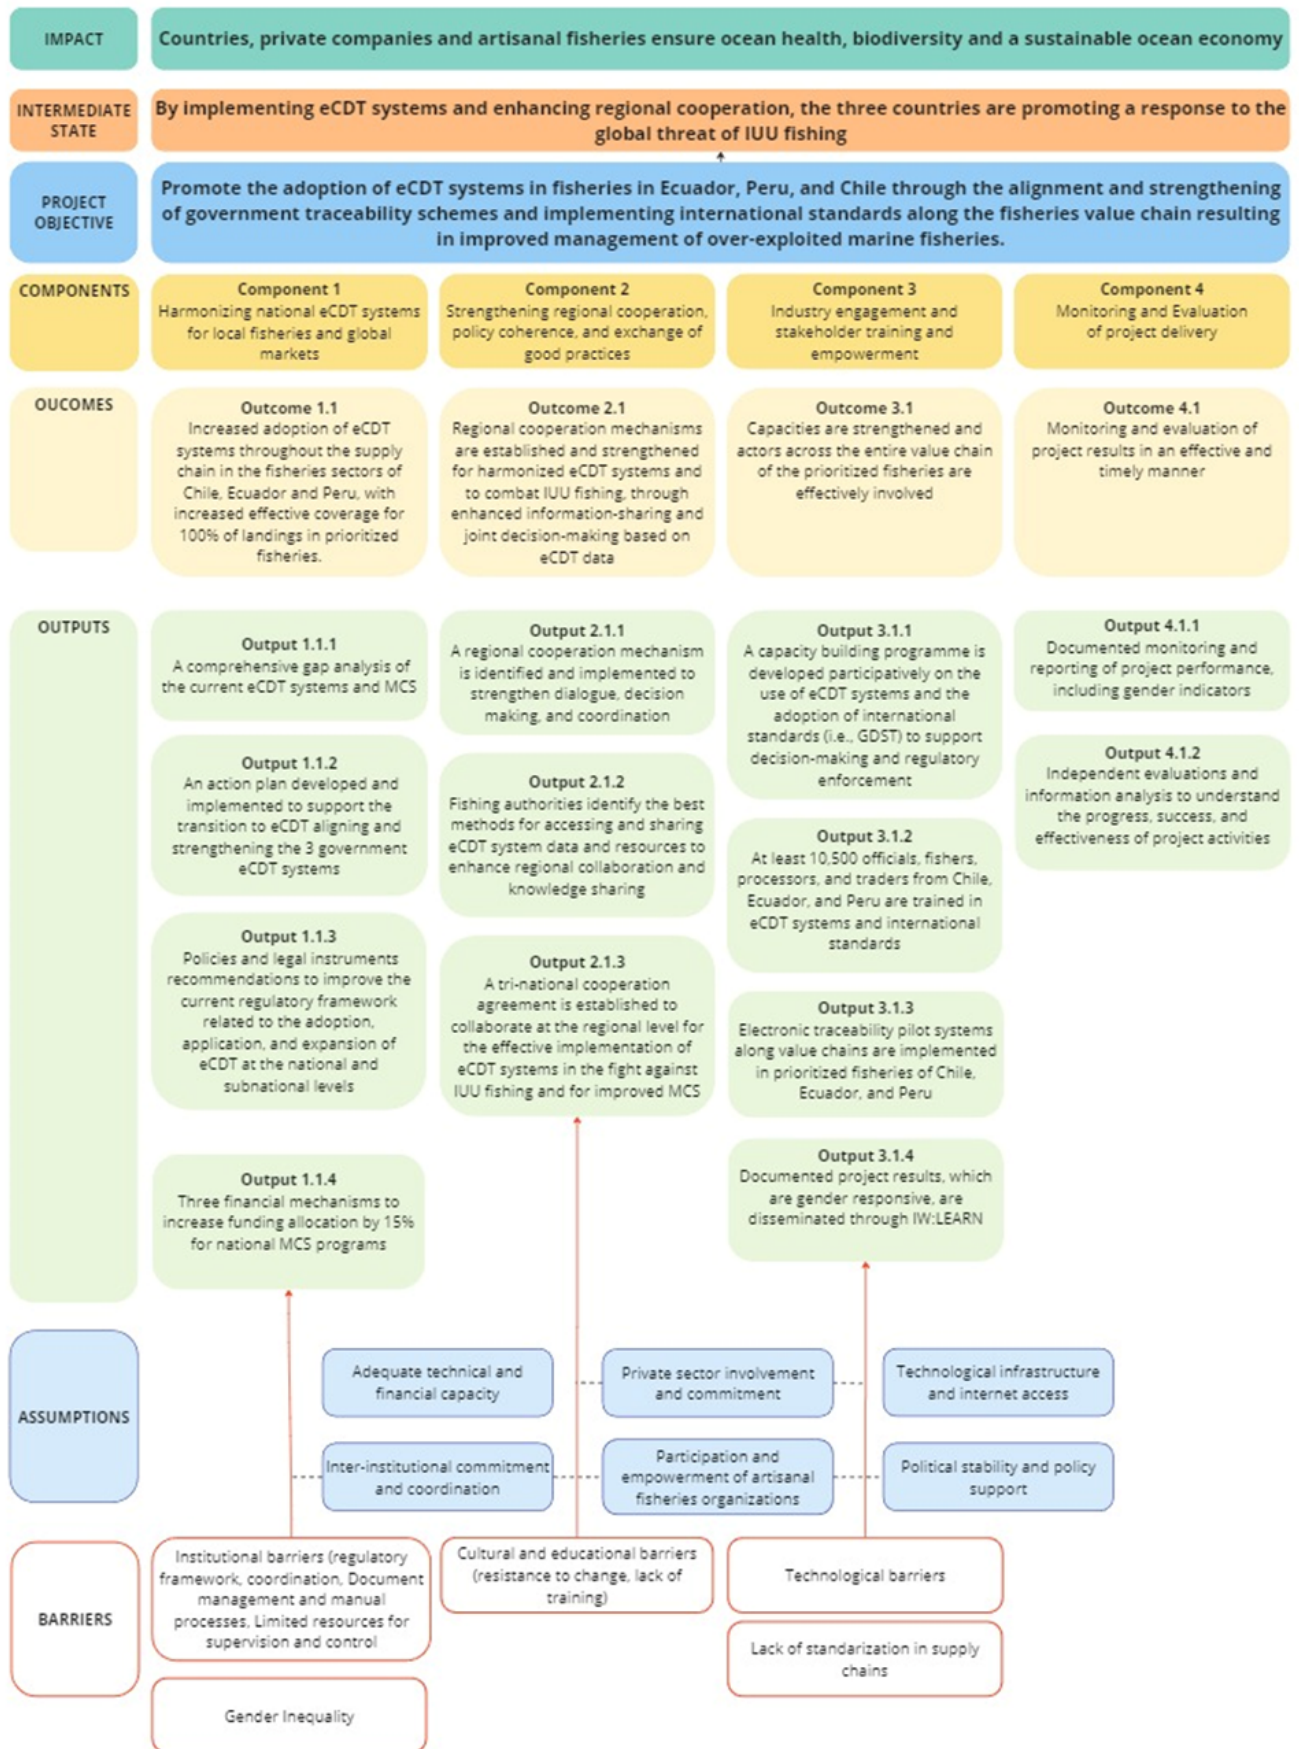 IMPACT
Countries, private companies and artisanal fisheries ensure ocean health, biodiversity and a sustainable ocean economy
INTERMEDIATE
STATE
By implementing eCDT systems and enhancing regional cooperation, the three countries are promoting a response to the
global threat of IUU fishing
PROJECT
OBJECTIVE
Promote the adoption of eCDT systems in fisheries in Ecuador, Peru, and Chile through the alignment and strengthening
of government traceability schemes and implementing international standards along the fisheries value chain resulting
in improved management of over-exploited marine fisheries.
COMPONENTS
Component 1
Harmonizing national eCDT systems
for local fisheries and global
markets
Component 2
Strengthening regional cooperation,
policy coherence, and exchange of
good practices
Component 3
Industry engagement and
stakeholder training and
empowerment
Component 4
Monitoring and Evaluation
of project delivery
OUCOMES
Outcome 1.1
Increased adoption of eCDT
systems throughout the supply
chain in the fisheries sectors of
Chile, Ecuador and Peru, with
increased effective coverage for
100% of landings in prioritized
fisheries.
Outcome 2.1
Regional cooperation mechanisms
are established and strengthened
for harmonized eCDT systems and
to combat IUU fishing, through
enhanced information-sharing and
joint decision-making based on
eCDT data
Outcome 3.1
Capacities are strengthened and
actors across the entire value chain
of the prioritized fisheries are
effectively involved
Outcome 4.1
Monitoring and evaluation of
project results in an effective and
timely manner
OUTPUTS
Output 1.1.1
A comprehensive gap analysis of
the current eCDT systems and MCS
Output 1.1.2
An action plan developed and
implemented to support the
transition to eCDT aligning and
strengthening the 3 government
eCDT systems
Output 1.1.3
Policies and legal instruments
recommendations to improve the
current regulatory framework
related to the adoption,
application, and expansion of
eCDT at the national and
subnational levels
Output 1.1.4
Three financial mechanisms to
increase funding allocation by 15%
for national MCS programs
Output 2.1.1
A regional cooperation mechanism
is identified and implemented to
strengthen dialogue, decision
making, and coordination
Output 2.1.2
Fishing authorities identify the best
methods for accessing and sharing
eCDT system data and resources to
enhance regional collaboration and
knowledge sharing
Output 2.1.3
A tri-national cooperation
agreement is established to
collaborate at the regional level for
the effective implementation of
eCDT systems in the fight against
IUU fishing and for improved MCS
Output 3.1.1
A capacity building programme is
developed participatively on the
use of eCDT systems and the
adoption of international
standards (i.e., GDST) to support
decision-making and regulatory
enforcement
Output 3.1.2
At least 10,500 officials, fishers,
processors, and traders from Chile,
Ecuador, and Peru are trained in
eCDT systems and international
standards
Output 3.1.3
Electronic traceability pilot systems
along value chains are implemented
in prioritized fisheries of Chile,
Ecuador, and Peru
Output 3.1.4
Documented project results, which
are gender responsive, are
disseminated through IW:LEARN
Output 4.1.1
Documented monitoring and
reporting of project performance,
including gender indicators
Output 4.1.2
Independent evaluations and
information analysis to understand
the progress, success, and
effectiveness of project activities
ASSUMPTIONS
Adequate technical and
financial capacity
Private sector involvement
and commitment
Technological infrastructure
and internet access
Inter-institutional commitment
and coordination
Participation and
empowerment of artisanal
fisheries organizations
Political stability and policy
support
BARRIERS
Institutional barriers (regulatory
framework, coordination, Document
management and manual
processes, Limited resources for
supervision and control
Cultural and educational barriers
(resistance to change, lack of
training)
Technological barriers
Lack of standarization in supply
chains
Gender Inequality